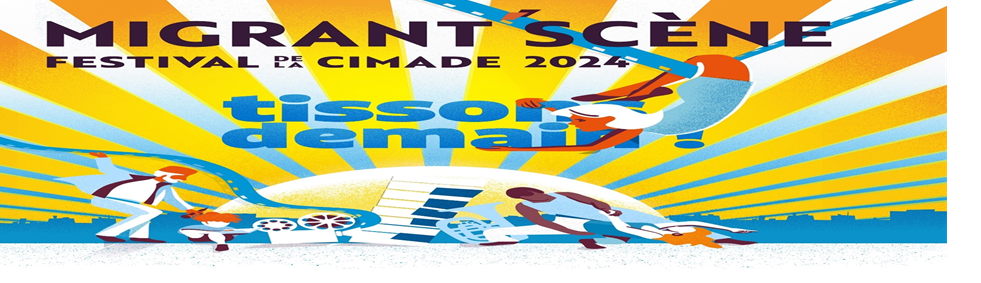 MIGRANT'SCÈNE
FESTIVAL DE LA CIMADE 2024
tissons
demain !